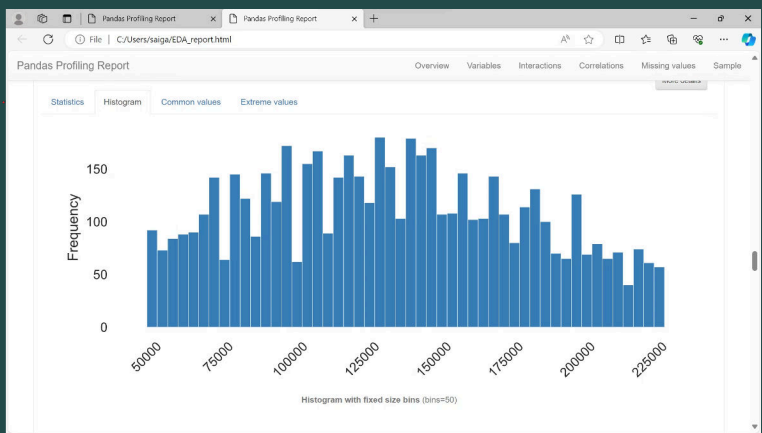 Pandas Profiling Report
Pandas Profiling Report
File | C:/Users/saiga/EDA_report.html
Pandas Profiling Report Overview Variables Interactions Correlations Missing values Sample
More details
Statistics Histogram Common values Extreme values
Frequency
150
100
50
0
50000 75000 100000 125000 150000 175000 200000 225000
Histogram with fixed size bins (bins=50)